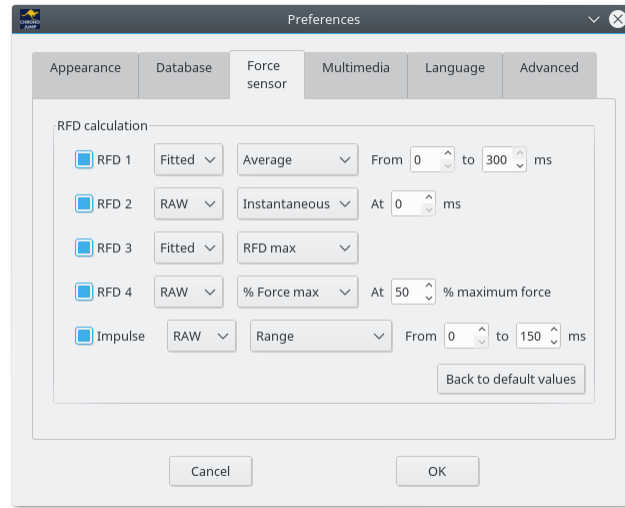 CHRONO
JUMP
Preferences
Appearance Database Force sensor Multimedia Language Advanced
RFD calculation
RFD 1 Fitted Average From 0 to 300 ms
RFD 2 RAW Instantaneous At 0 ms
RFD 3 Fitted RFD max
RFD 4 RAW % Force max At 50 % maximum force
Impulse RAW Range From 0 to 150 ms
Back to default values
Cancel OK